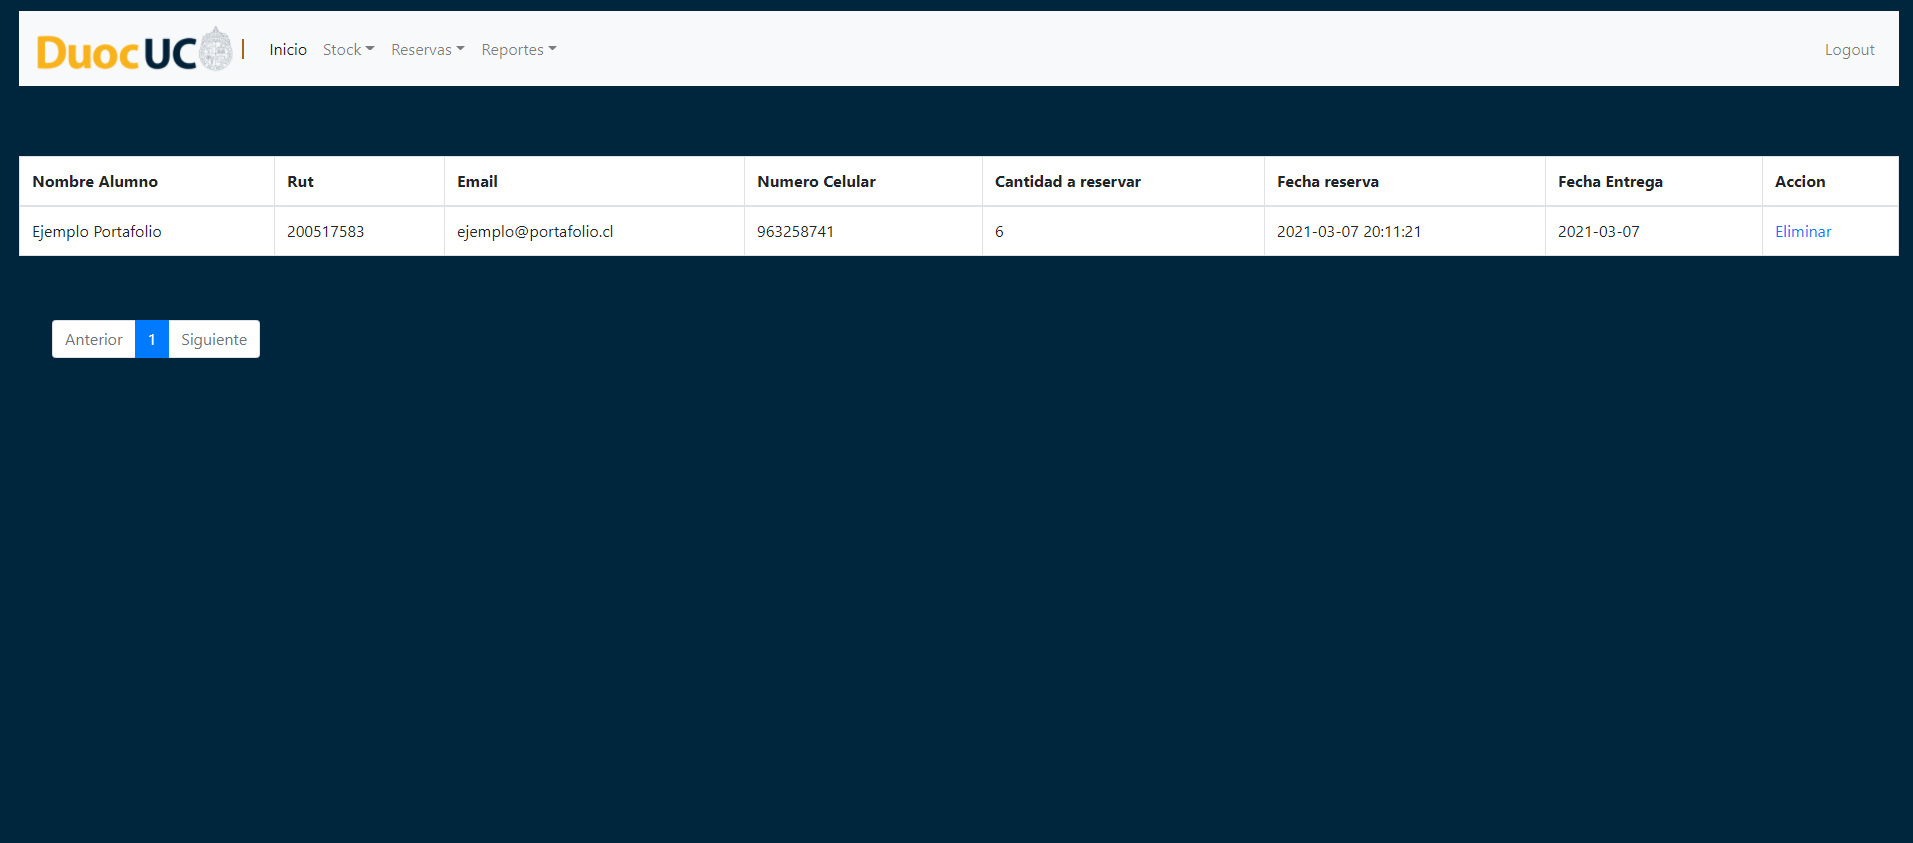 DuocUC | Inicio Stock Reservas Reportes Logout
Nombre Alumno Rut Email Numero Celular Cantidad a reservar Fecha reserva Fecha Entrega Accion
Ejemplo Portafolio 200517583 ejemplo@portafolio.cl 963258741 6 2021-03-07 20:11:21 2021-03-07 Eliminar
Anterior 1 Siguiente